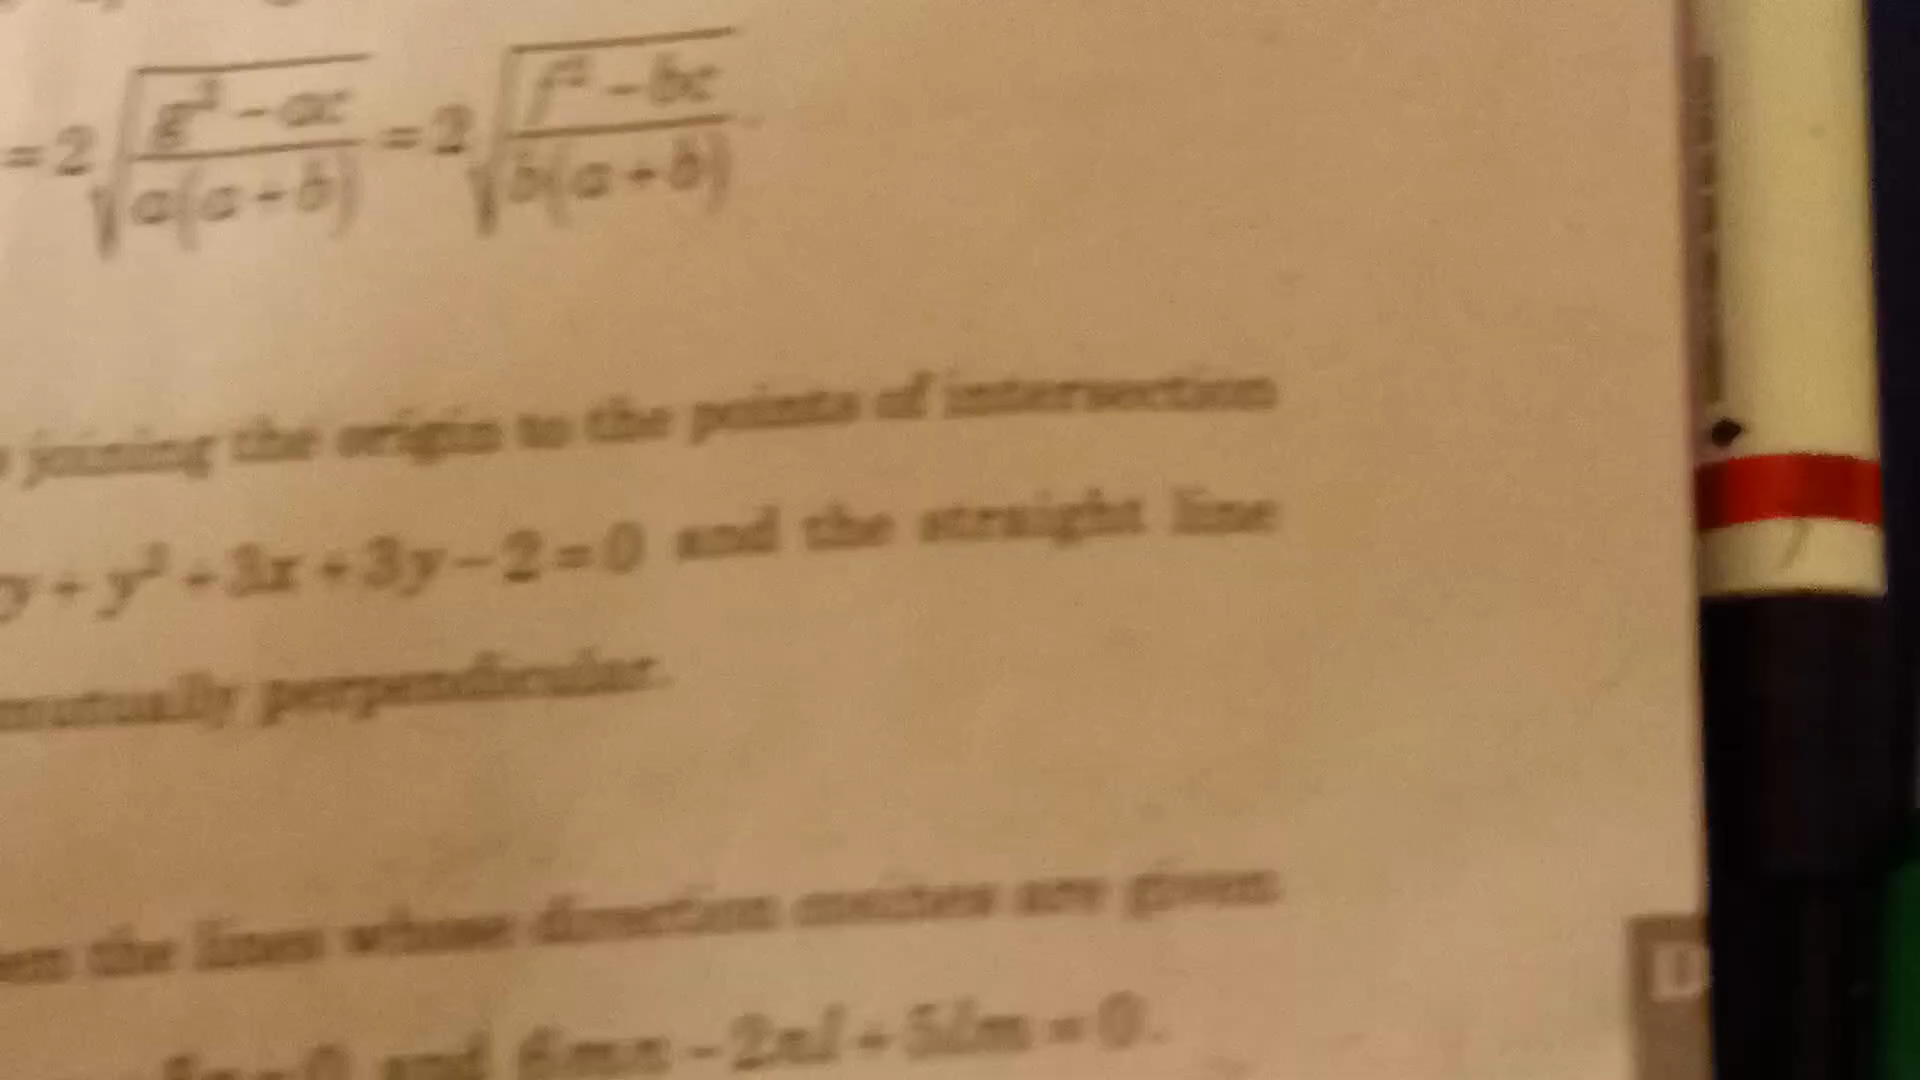 =2√((g²-ac)/(a(a+b)))=2√((f²-bc)/(b(a+b))).
joining the origin to the points of intersection
y+y²+3x+3y-2=0 and the straight line
mutually perpendicular.
the lines whose direction cosines are given
=0 and 6mn-2nl+5lm=0.